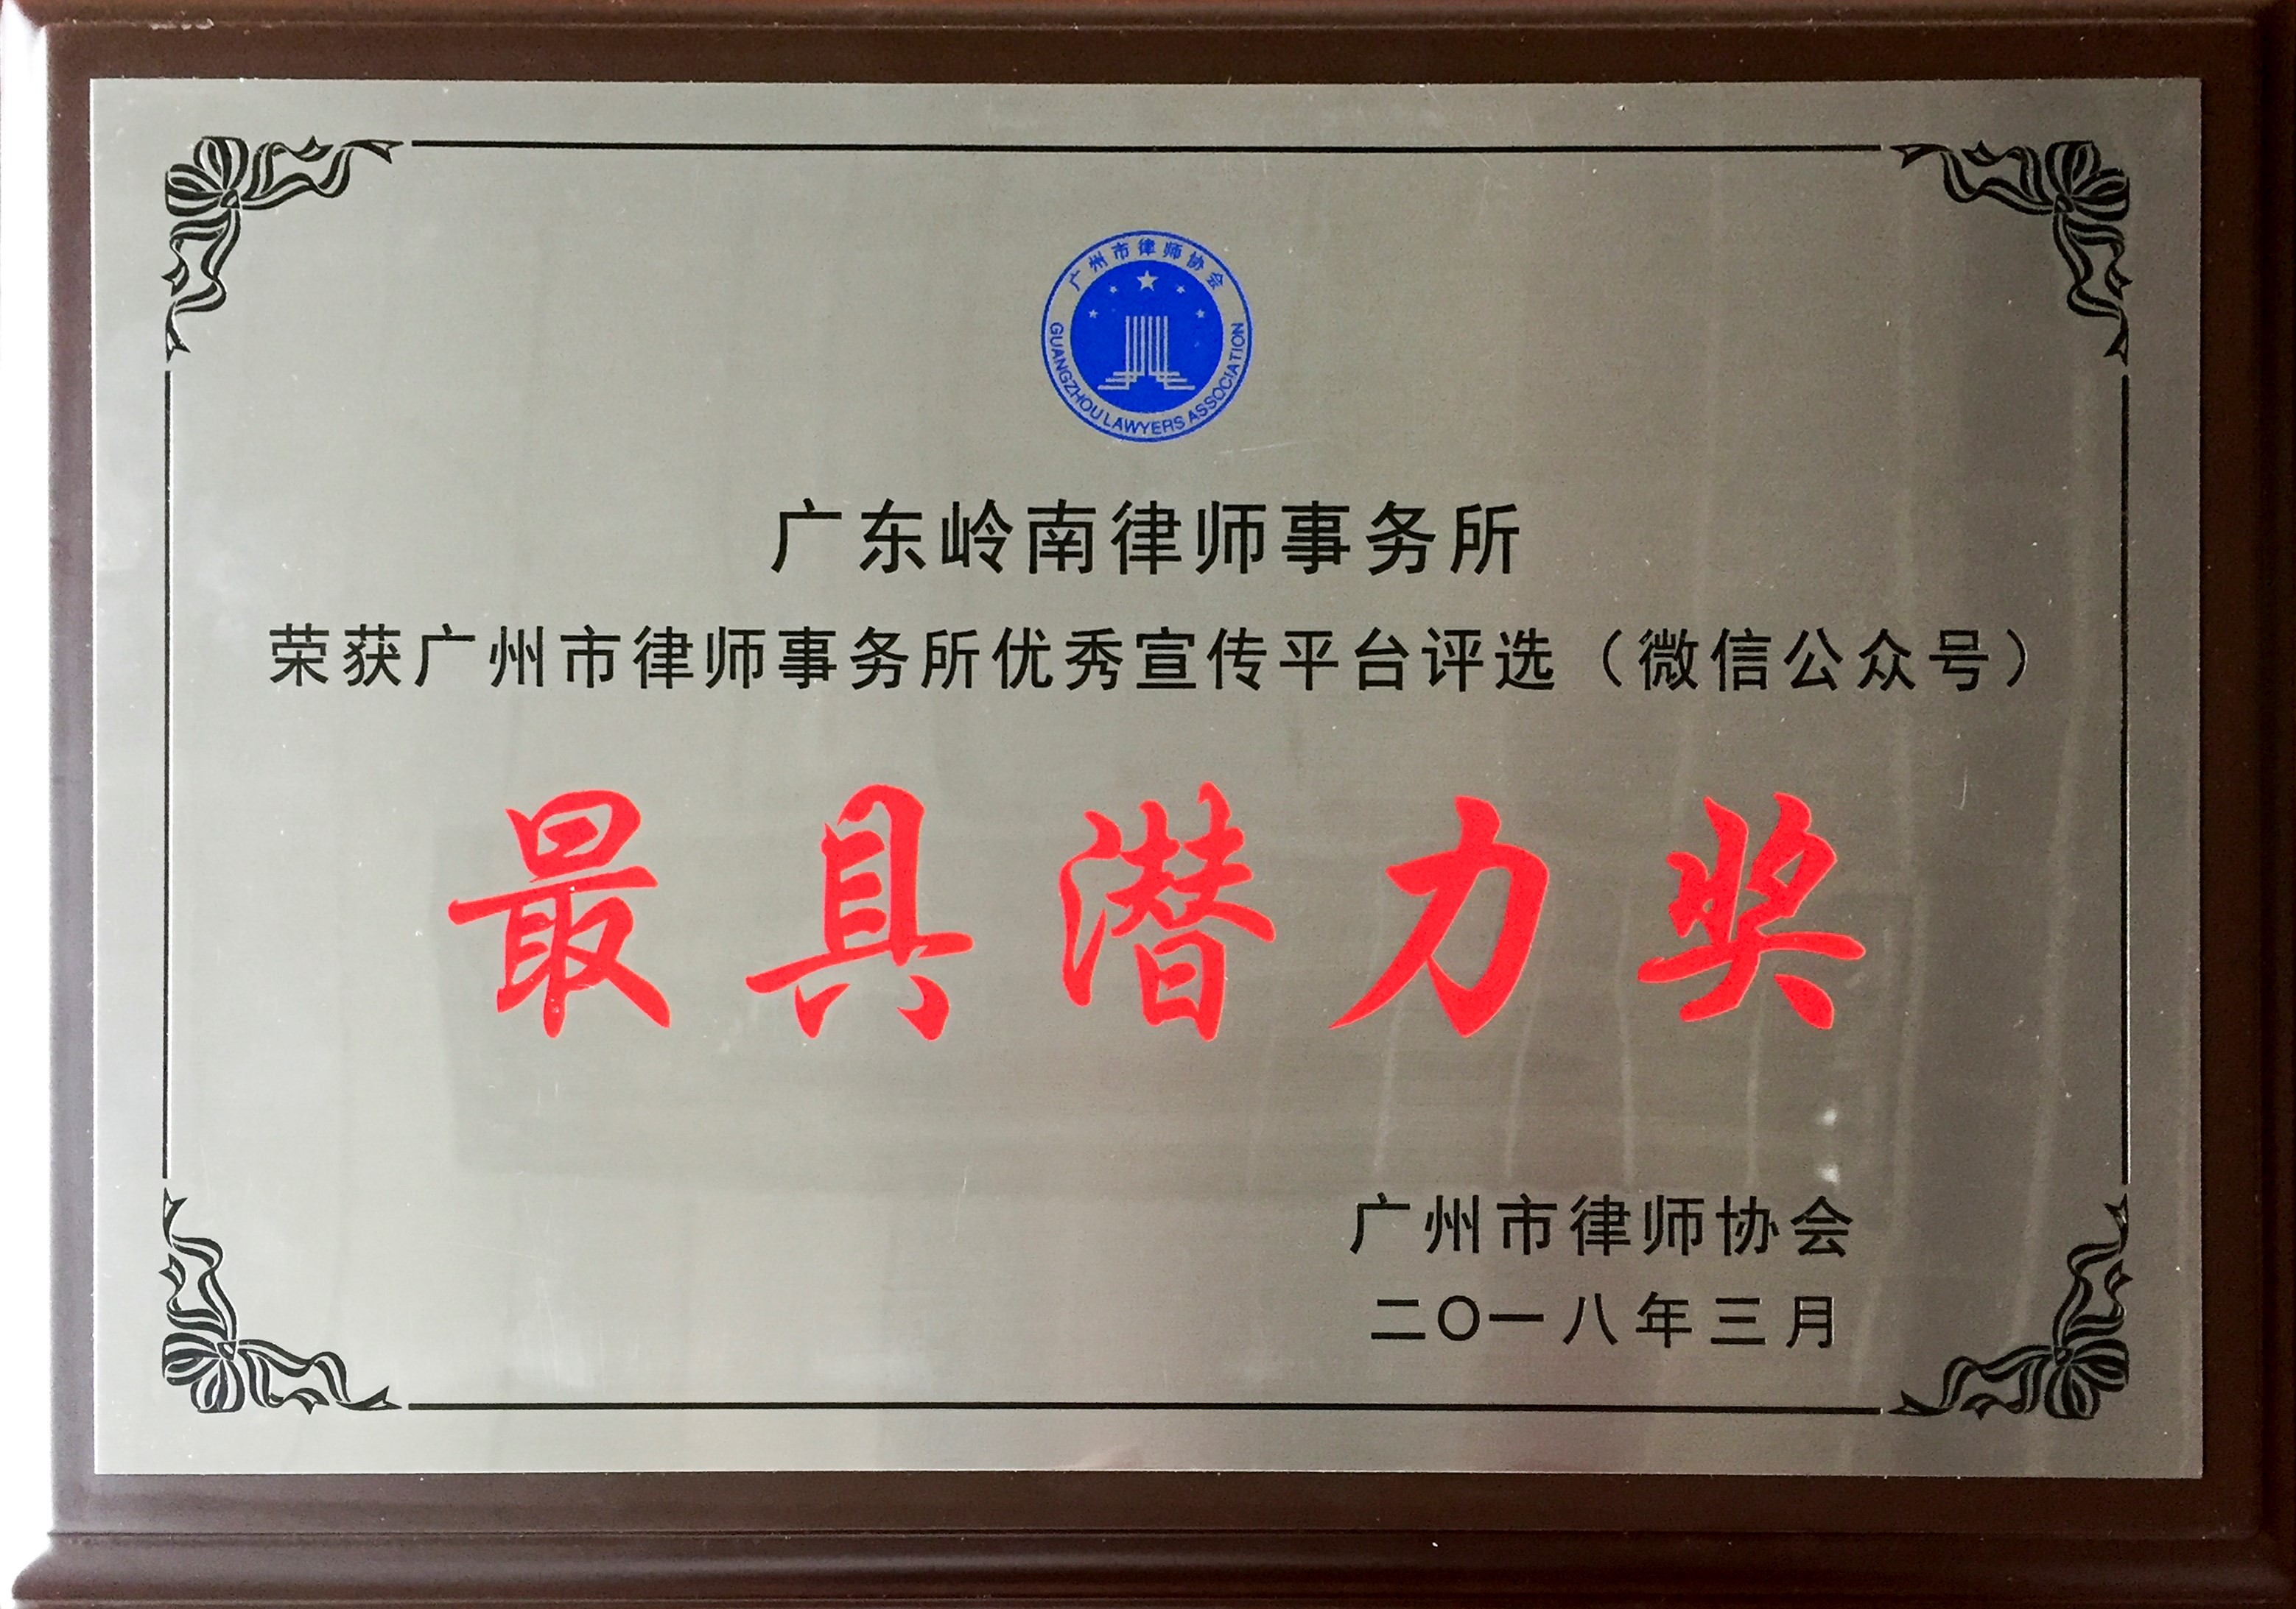 广州市律师协会
GUANGZHOU LAWYERS ASSOCIATION
广东岭南律师事务所
荣获广州市律师事务所优秀宣传平台评选（微信公众号）
最具潜力奖
广州市律师协会
二〇一八年三月